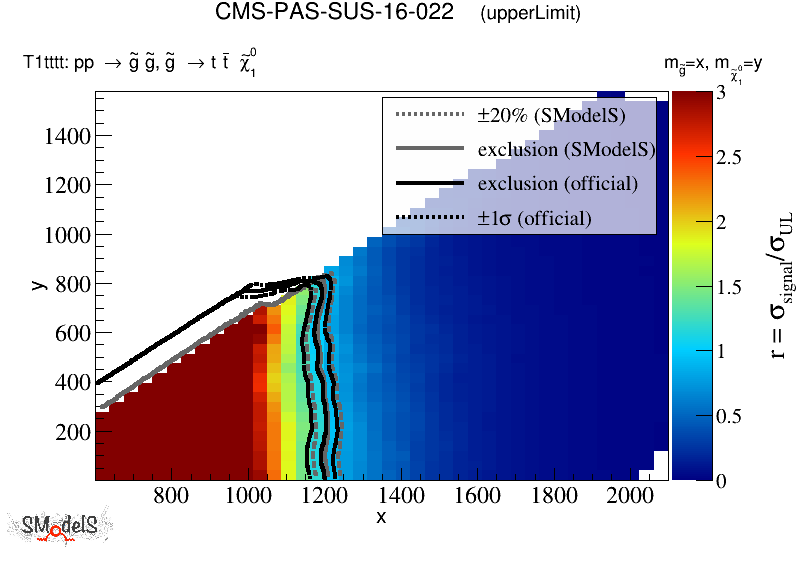 CMS-PAS-SUS-16-022 (upperLimit)
T1tttt: pp → g̃ g̃, g̃ → t t̄ χ̃₁⁰
m_g̃=x, m_χ̃₁⁰=y
±20% (SModelS)
exclusion (SModelS)
exclusion (official)
±1σ (official)
1400
1200
1000
800
600
400
200
y
800 1000 1200 1400 1600 1800 2000
x
3
2.5
2
1.5
1
0.5
0
r = σ_signal/σ_UL
SModelS